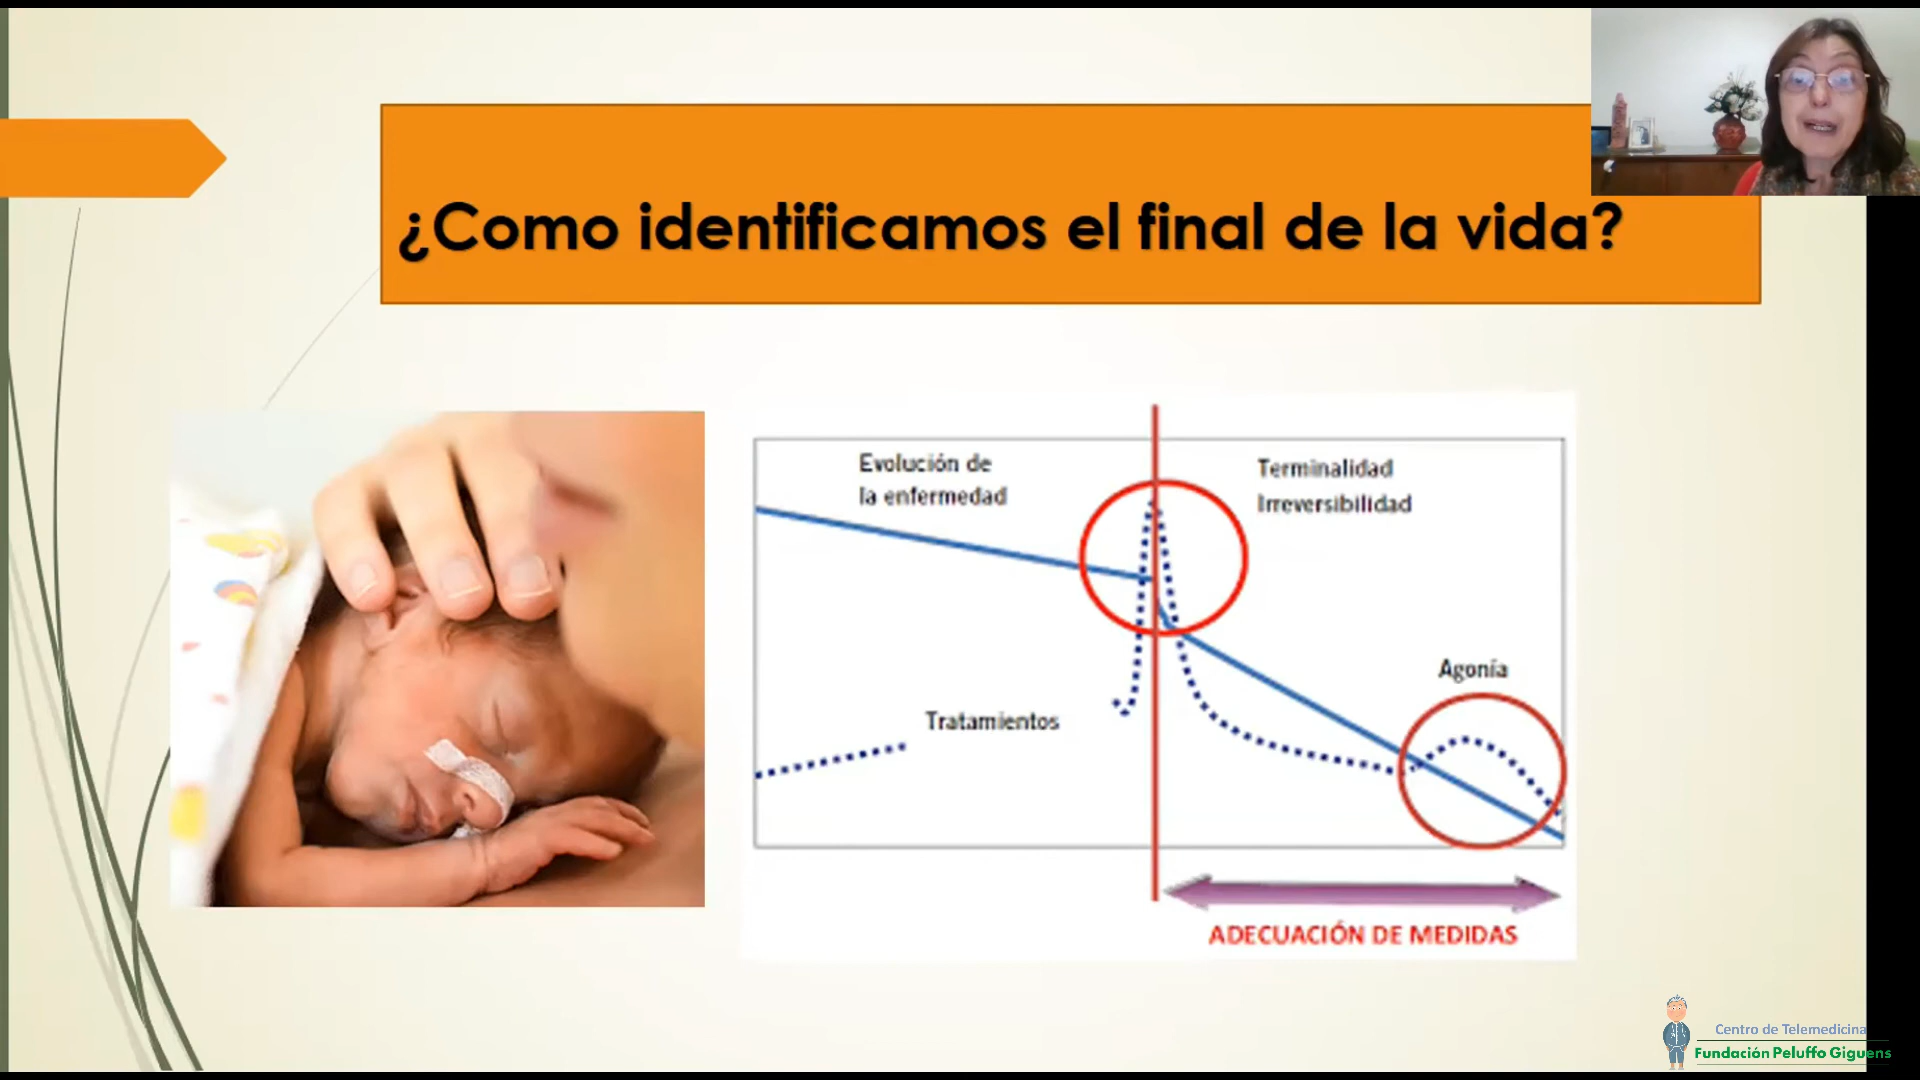 ¿Como identificamos el final de la vida?
Evolución de
la enfermedad
Terminalidad
Irreversibilidad
Agonía
Tratamientos
ADECUACIÓN DE MEDIDAS
Centro de Telemedicina
Fundación Peluffo Giguens